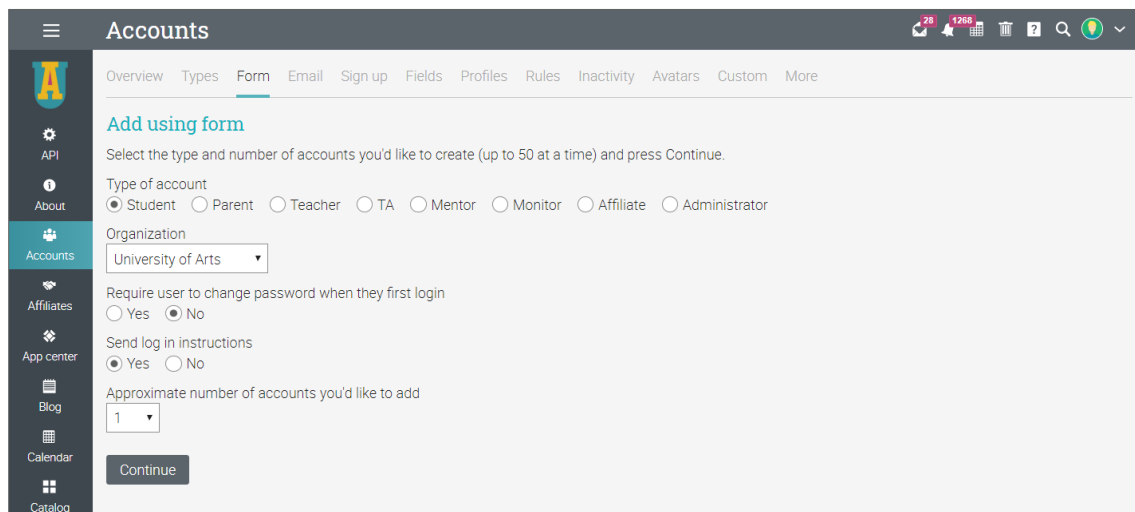 Accounts
28
1268
Overview Types Form Email Sign up Fields Profiles Rules Inactivity Avatars Custom More
A
API
About
Accounts
Affiliates
App center
Blog
Calendar
Catalog
Add using form
Select the type and number of accounts you'd like to create (up to 50 at a time) and press Continue.
Type of account
Student Parent Teacher TA Mentor Monitor Affiliate Administrator
Organization
University of Arts
Require user to change password when they first login
Yes No
Send log in instructions
Yes No
Approximate number of accounts you'd like to add
1
Continue